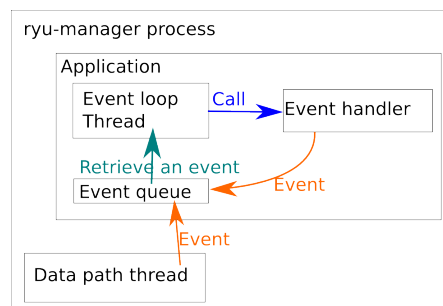 ryu-manager process
Application
Event loop
Thread
Call
Event handler
Retrieve an event
Event queue
Event
Event
Data path thread